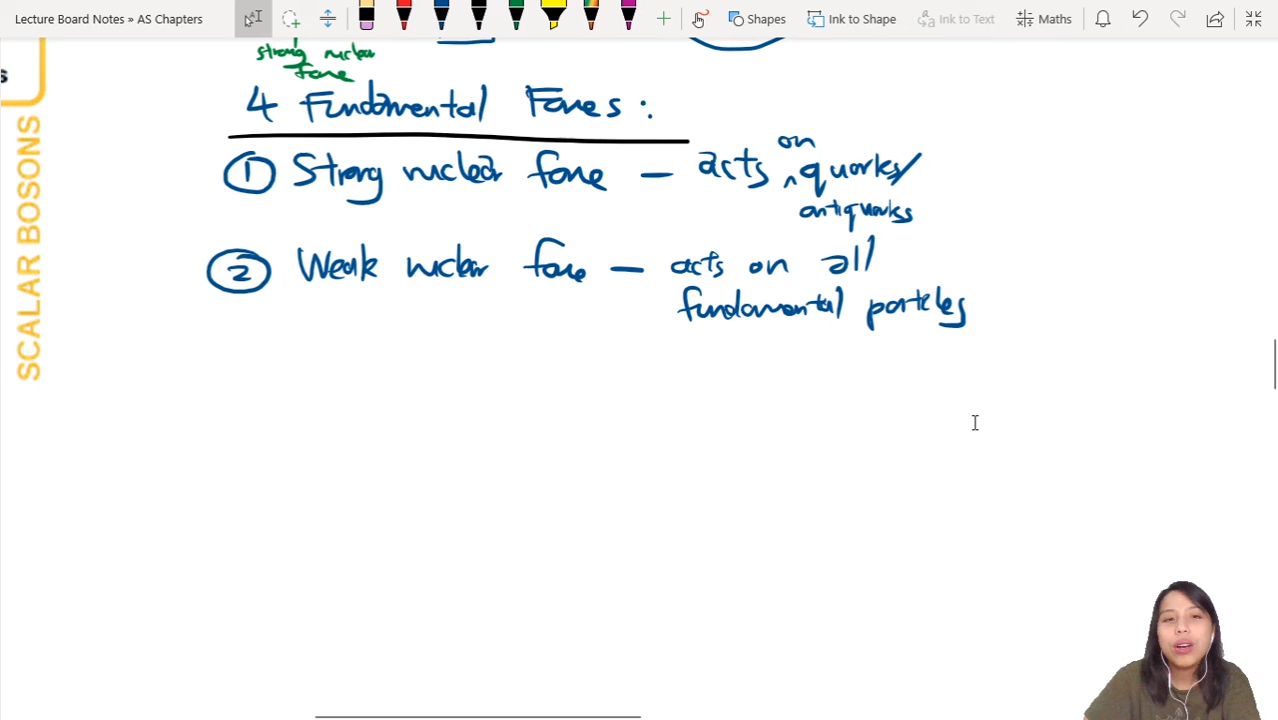 Lecture Board Notes » AS Chapters
Shapes
Ink to Shape
Ink to Text
Maths
s
SCALAR BOSONS
strong nuclear
force
4 Fundamental Forces :
① Strong nuclear force — acts on quarks/
antiquarks
② Weak nuclear force — acts on all
fundamental particles